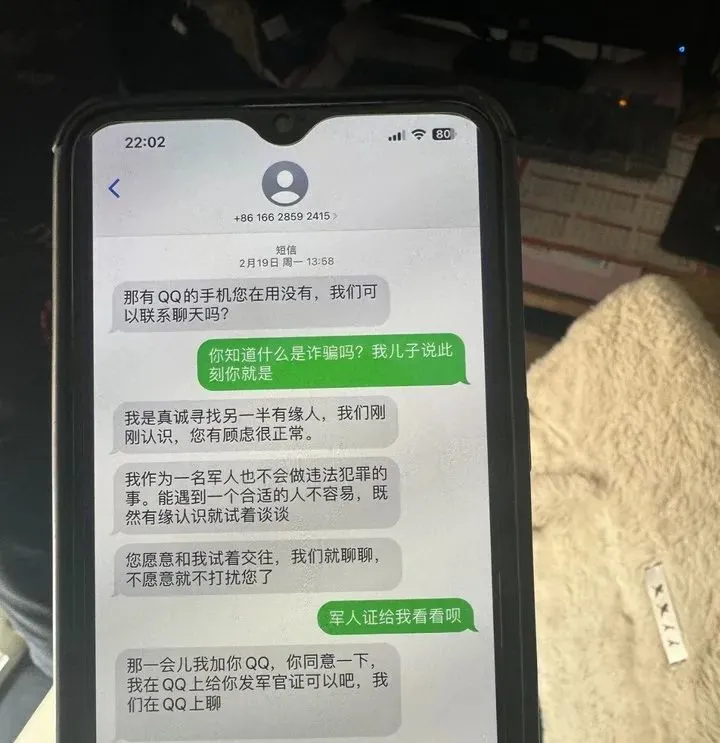 22:02
80
+86 166 2859 2415 >
短信
2月19日 周一 13:58
那有QQ的手机您在用没有，我们可
以联系聊天吗？
你知道什么是诈骗吗？我儿子说此
刻你就是
我是真诚寻找另一半有缘人，我们刚
刚认识，您有顾虑很正常。
我作为一名军人也不会做违法犯罪的
事。能遇到一个合适的人不容易，既
然有缘认识就试着谈谈
您愿意和我试着交往，我们就聊聊，
不愿意就不打扰您了
军人证给我看看呗
那一会儿我加你QQ，你同意一下，
我在QQ上给你发军官证可以吧，我
们在QQ上聊